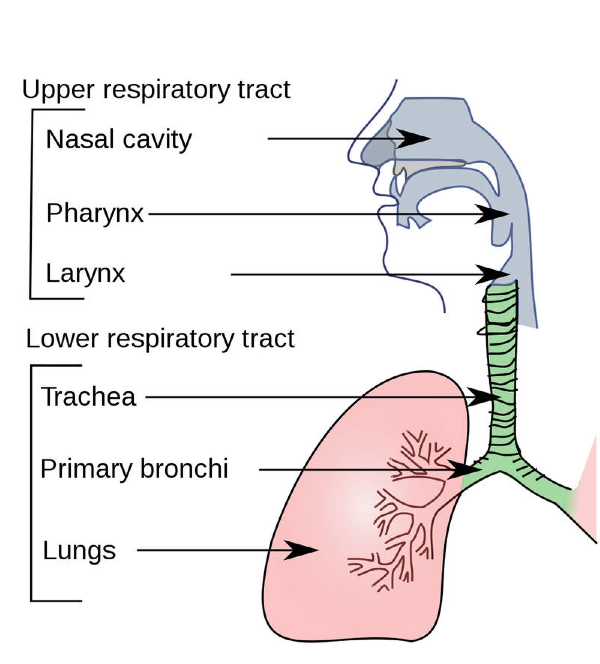 Upper respiratory tract
Nasal cavity
Pharynx
Larynx
Lower respiratory tract
Trachea
Primary bronchi
Lungs